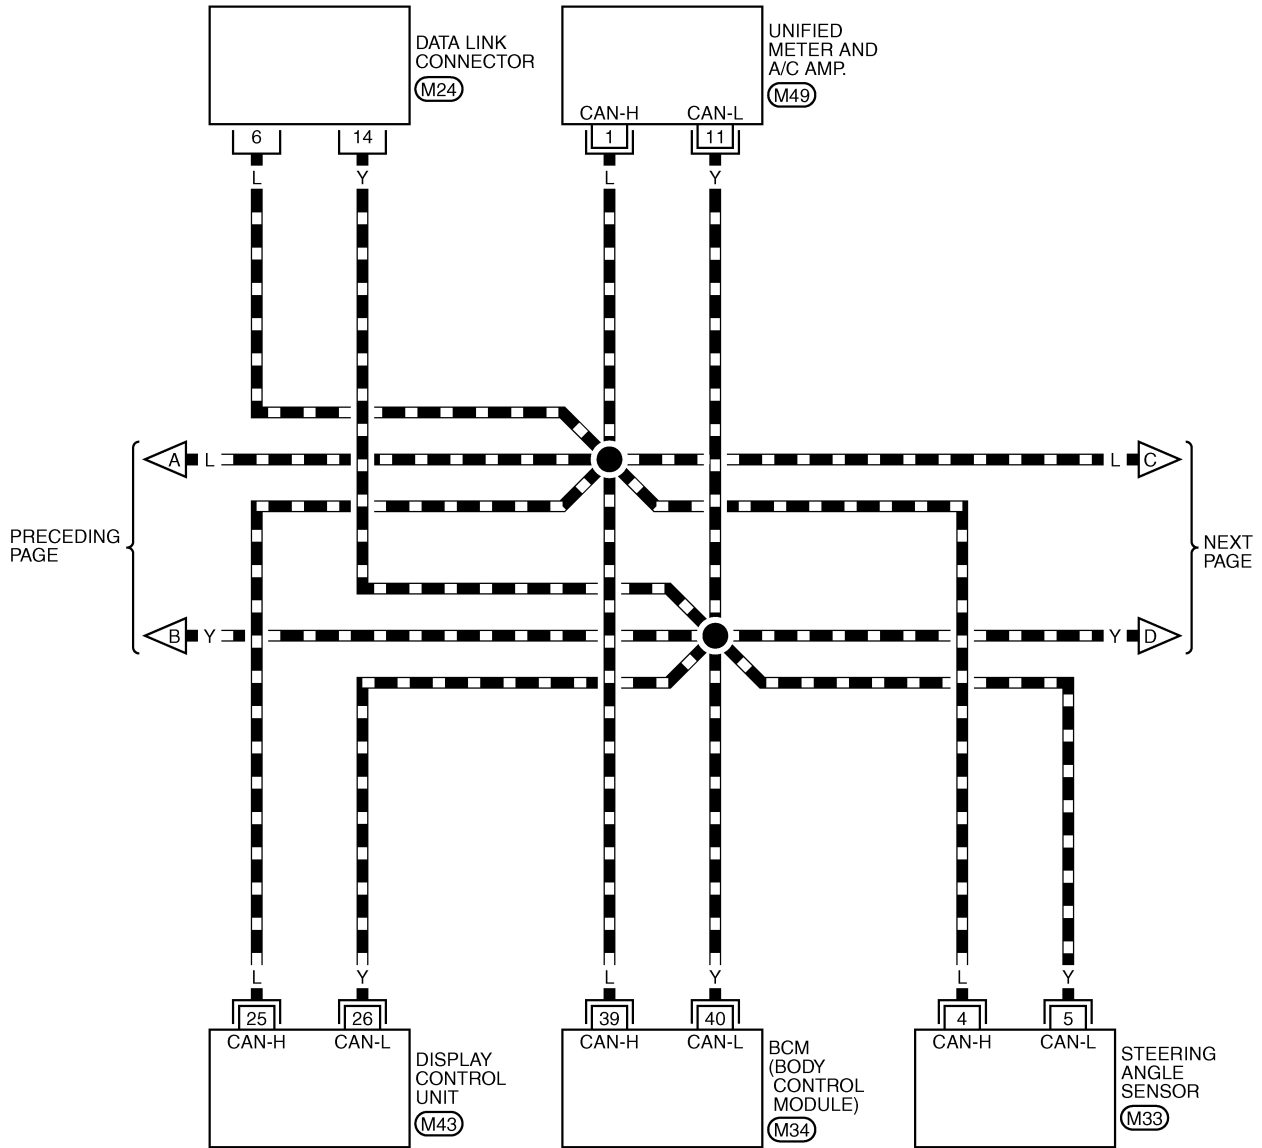 DATA LINK
CONNECTOR
M24
UNIFIED
METER AND
A/C AMP.
M49
CAN-H CAN-L
6 14 1 11
L Y L Y
A L L C
PRECEDING
PAGE
NEXT
PAGE
B Y Y D
L Y L Y L Y
25 26 39 40 4 5
CAN-H CAN-L CAN-H CAN-L CAN-H CAN-L
DISPLAY
CONTROL
UNIT
M43
BCM
(BODY
CONTROL
MODULE)
M34
STEERING
ANGLE
SENSOR
M33